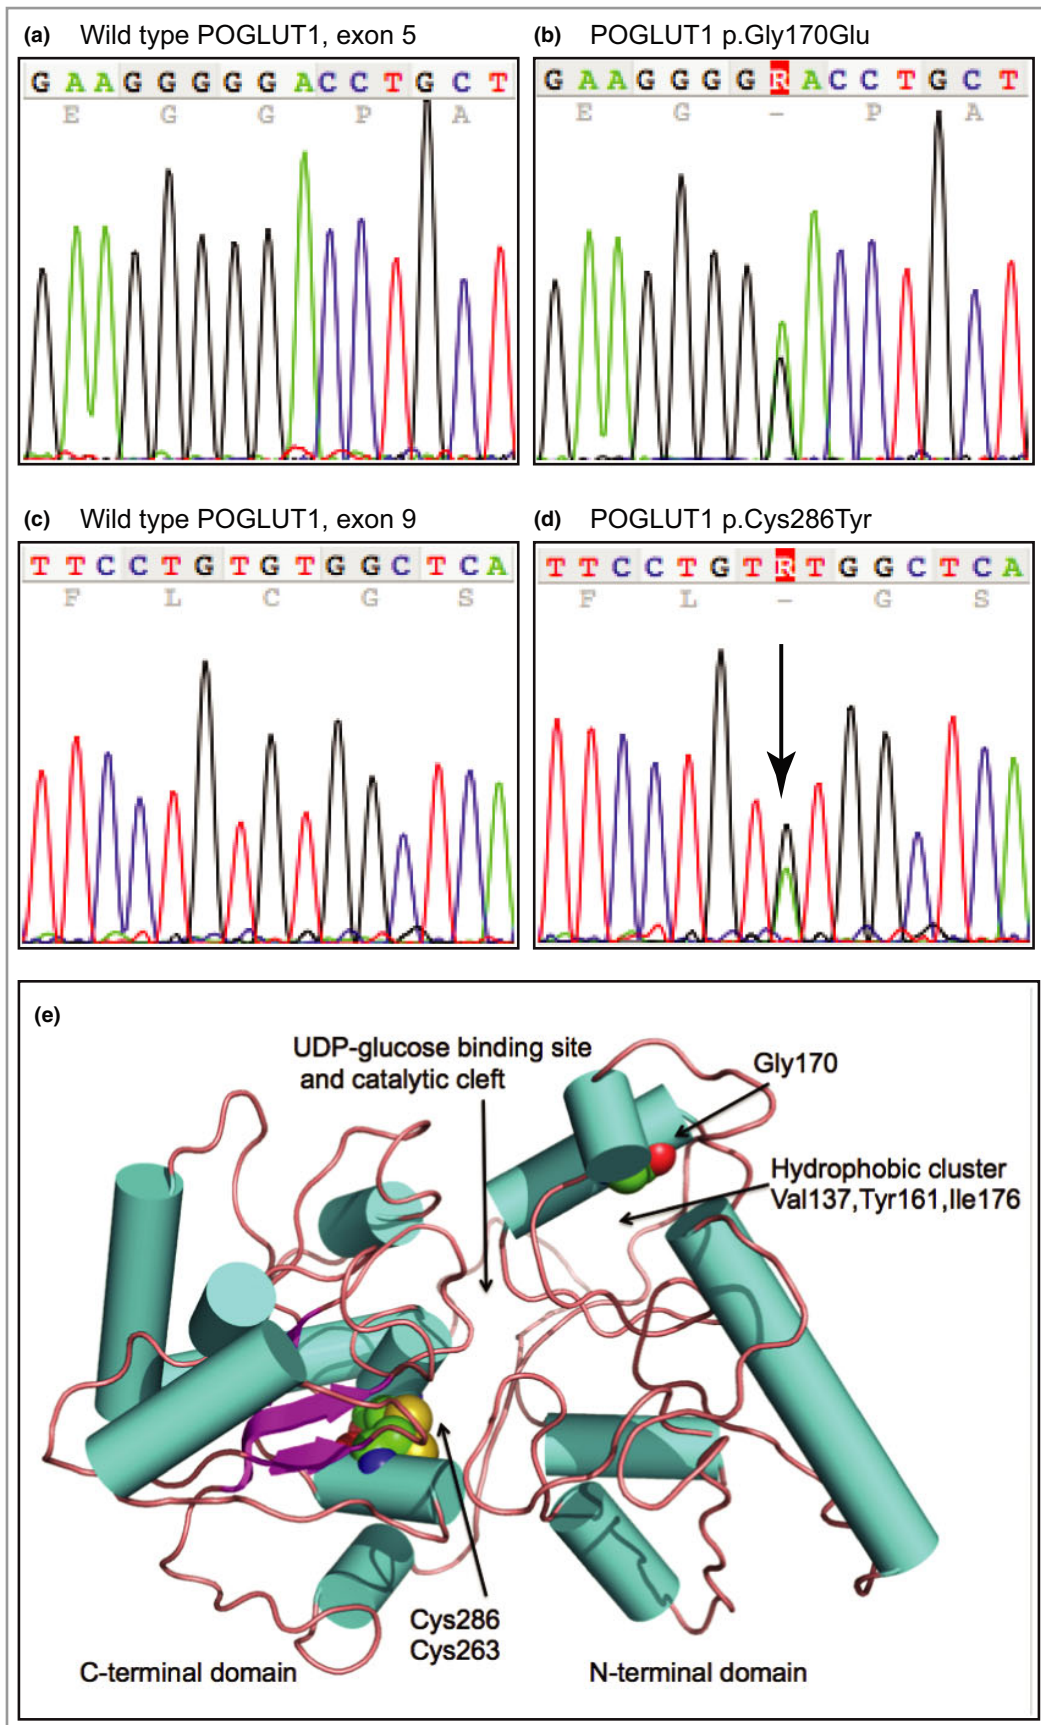 (a) Wild type POGLUT1, exon 5
G A A G G G G G A C C T G C T
E G G P A
(b) POGLUT1 p.Gly170Glu
G A A G G G G R A C C T G C T
E G – P A
(c) Wild type POGLUT1, exon 9
T T C C T G T G T G G C T C A
F L C G S
(d) POGLUT1 p.Cys286Tyr
T T C C T G T R T G G C T C A
F L – G S
(e)
UDP-glucose binding site
and catalytic cleft
Gly170
Hydrophobic cluster
Val137,Tyr161,Ile176
Cys286
Cys263
C-terminal domain
N-terminal domain